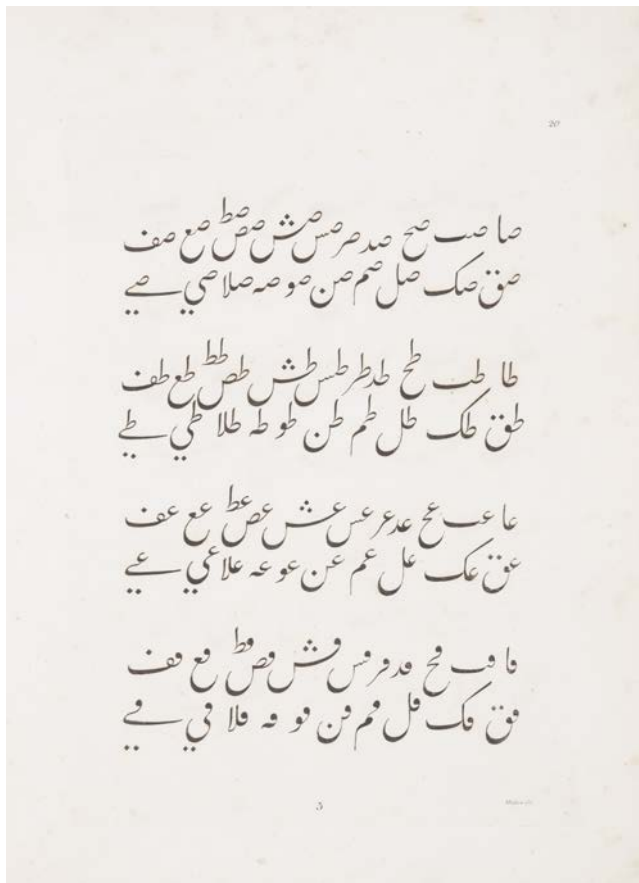 20
صا صب صح صد صر صس صش صص صط صع صف
صق صک صل صم صن صو صه صلا صي صے
طا طب طح طد طر طس طش طص طط طع طف
طق طک طل طم طن طو طه طلا طي طے
عا عب عح عد عر عس عش عص عط عع عف
عق عک عل عم عن عو عه علا عي عے
فا فب فح فد فر فس فش فص فط فع فف
فق فک فل فم فن فو فه فلا في فے
5